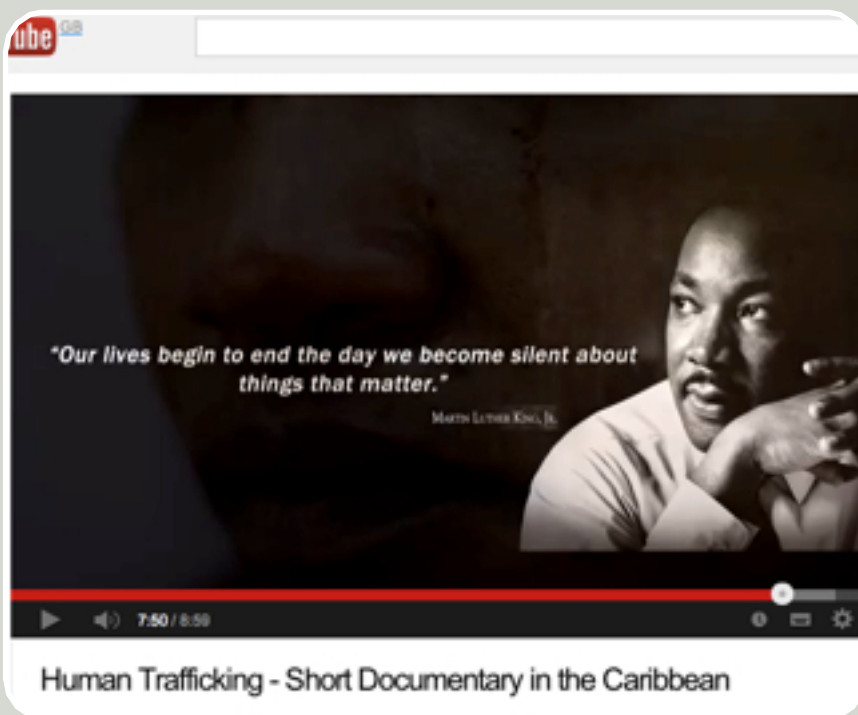 ube GB
"Our lives begin to end the day we become silent about
things that matter."
Martin Luther King, Jr.
7:50 / 8:59
Human Trafficking - Short Documentary in the Caribbean